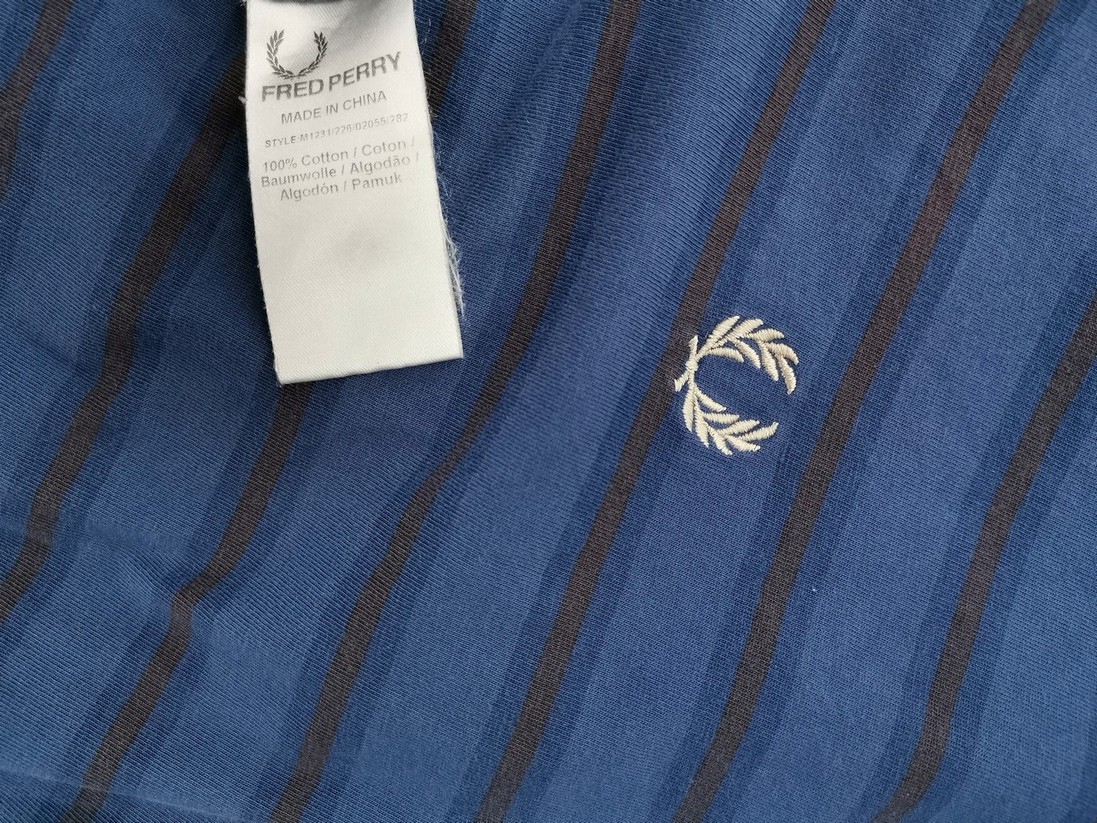 FRED PERRY
MADE IN CHINA
STYLE:M1231/226/02055/282
100% Cotton / Coton /
Baumwolle / Algodão /
Algodón / Pamuk